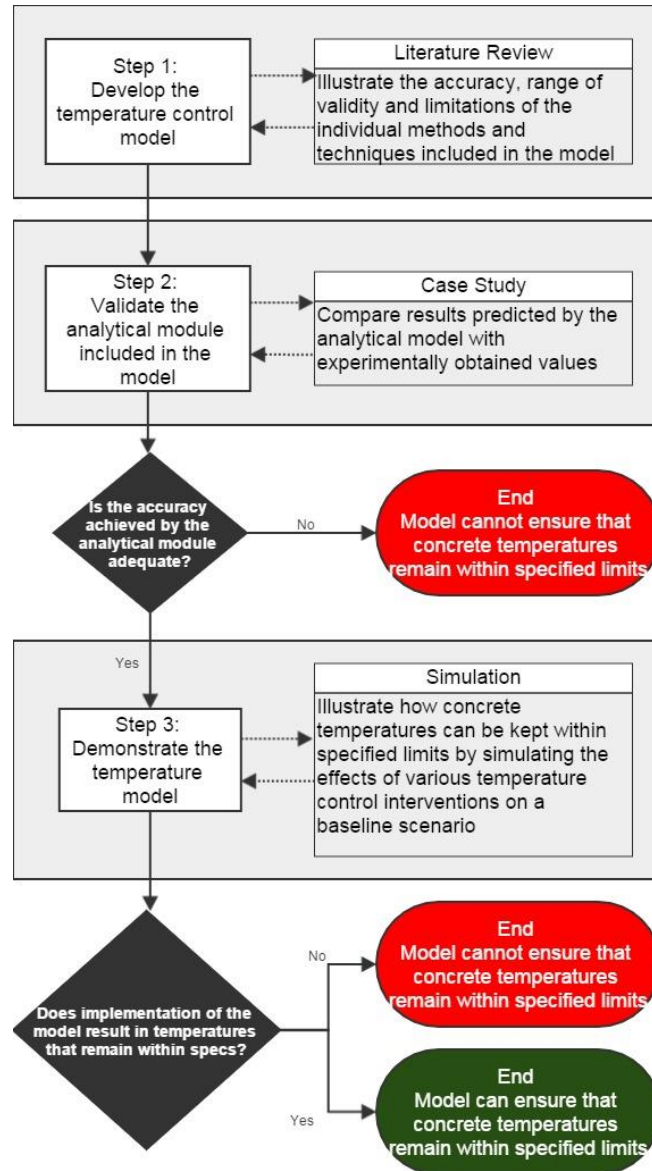 Step 1:
Develop the
temperature control
model
Literature Review
Illustrate the accuracy, range of
validity and limitations of the
individual methods and
techniques included in the model
Step 2:
Validate the
analytical module
included in the
model
Case Study
Compare results predicted by the
analytical model with
experimentally obtained values
Is the accuracy
achieved by the
analytical module
adequate?
No
End
Model cannot ensure that
concrete temperatures
remain within specified limits
Yes
Step 3:
Demonstrate the
temperature
model
Simulation
Illustrate how concrete
temperatures can be kept within
specified limits by simulating the
effects of various temperature
control interventions on a
baseline scenario
Does implementation of the
model result in temperatures
that remain within specs?
No
End
Model cannot ensure that
concrete temperatures
remain within specified limits
Yes
End
Model can ensure that
concrete temperatures
remain within specified limits